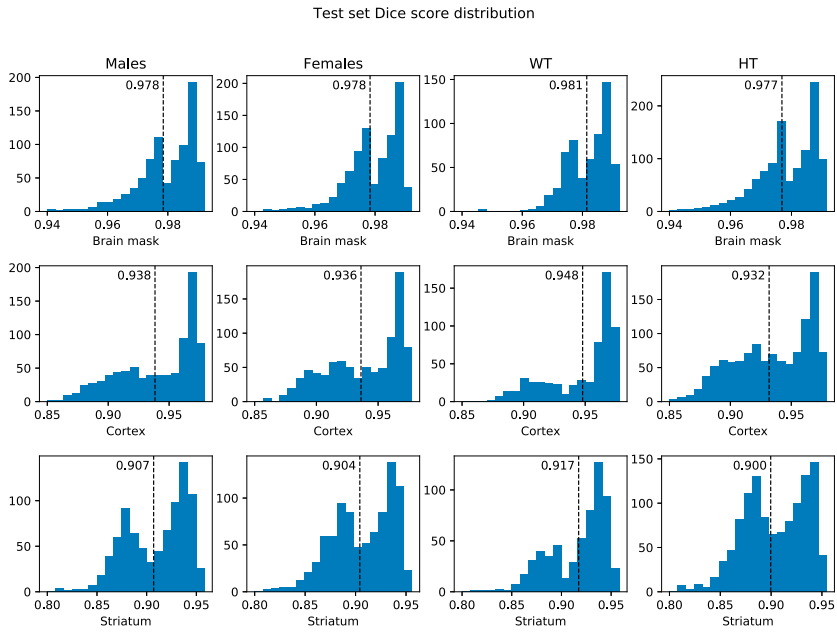 Test set Dice score distribution
Males Females WT HT
0.978 0.978 0.981 0.977
200 150 100 50 0
200 150 100 50 0
150 100 50 0
200 100 0
0.94 0.96 0.98 0.94 0.96 0.98 0.94 0.96 0.98 0.94 0.96 0.98
Brain mask Brain mask Brain mask Brain mask
0.938 0.936 0.948 0.932
200 150 100 50 0
150 100 50 0
150 100 50 0
150 100 50 0
0.85 0.90 0.95 0.85 0.90 0.95 0.85 0.90 0.95 0.85 0.90 0.95
Cortex Cortex Cortex Cortex
0.907 0.904 0.917 0.900
100 50 0
100 50 0
100 50 0
150 100 50 0
0.80 0.85 0.90 0.95 0.80 0.85 0.90 0.95 0.80 0.85 0.90 0.95 0.80 0.85 0.90 0.95
Striatum Striatum Striatum Striatum